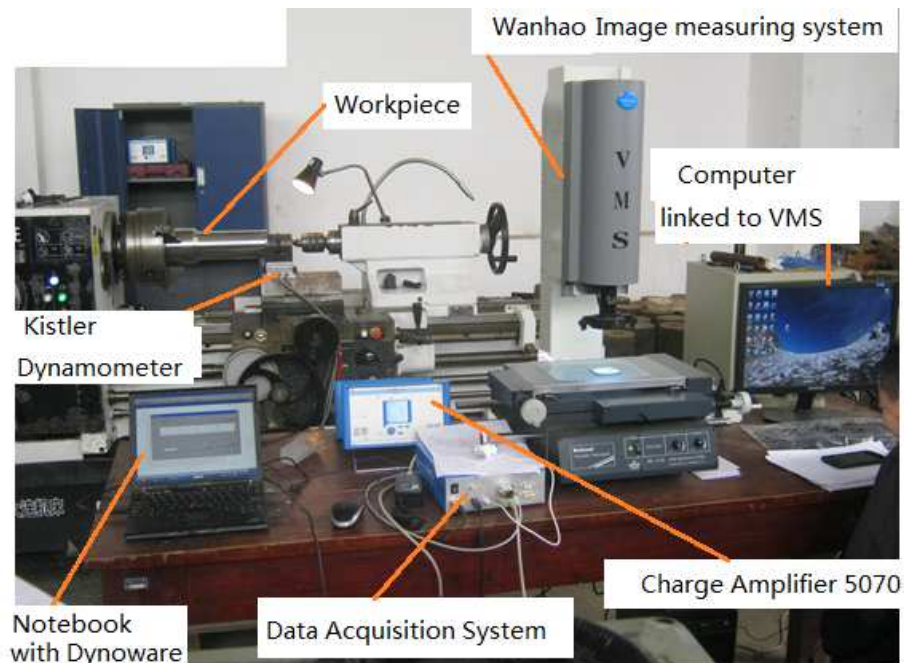 Wanhao Image measuring system
Workpiece
Computer
linked to VMS
V
M
S
Kistler
Dynamometer
Charge Amplifier 5070
Data Acquisition System
Notebook
with Dynoware